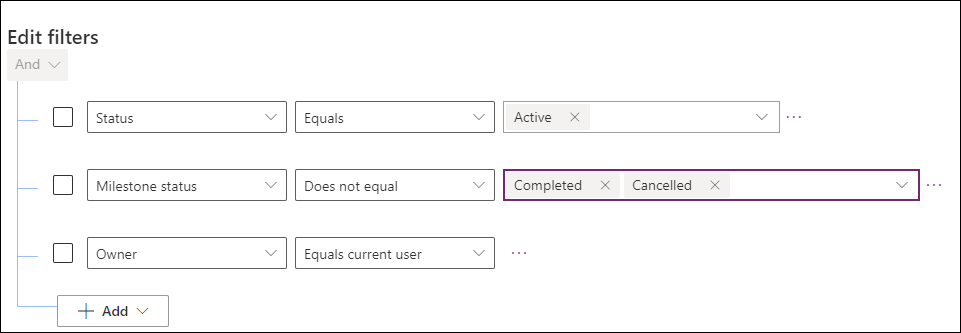 Edit filters
And
Status Equals Active
Milestone status Does not equal Completed Cancelled
Owner Equals current user
Add